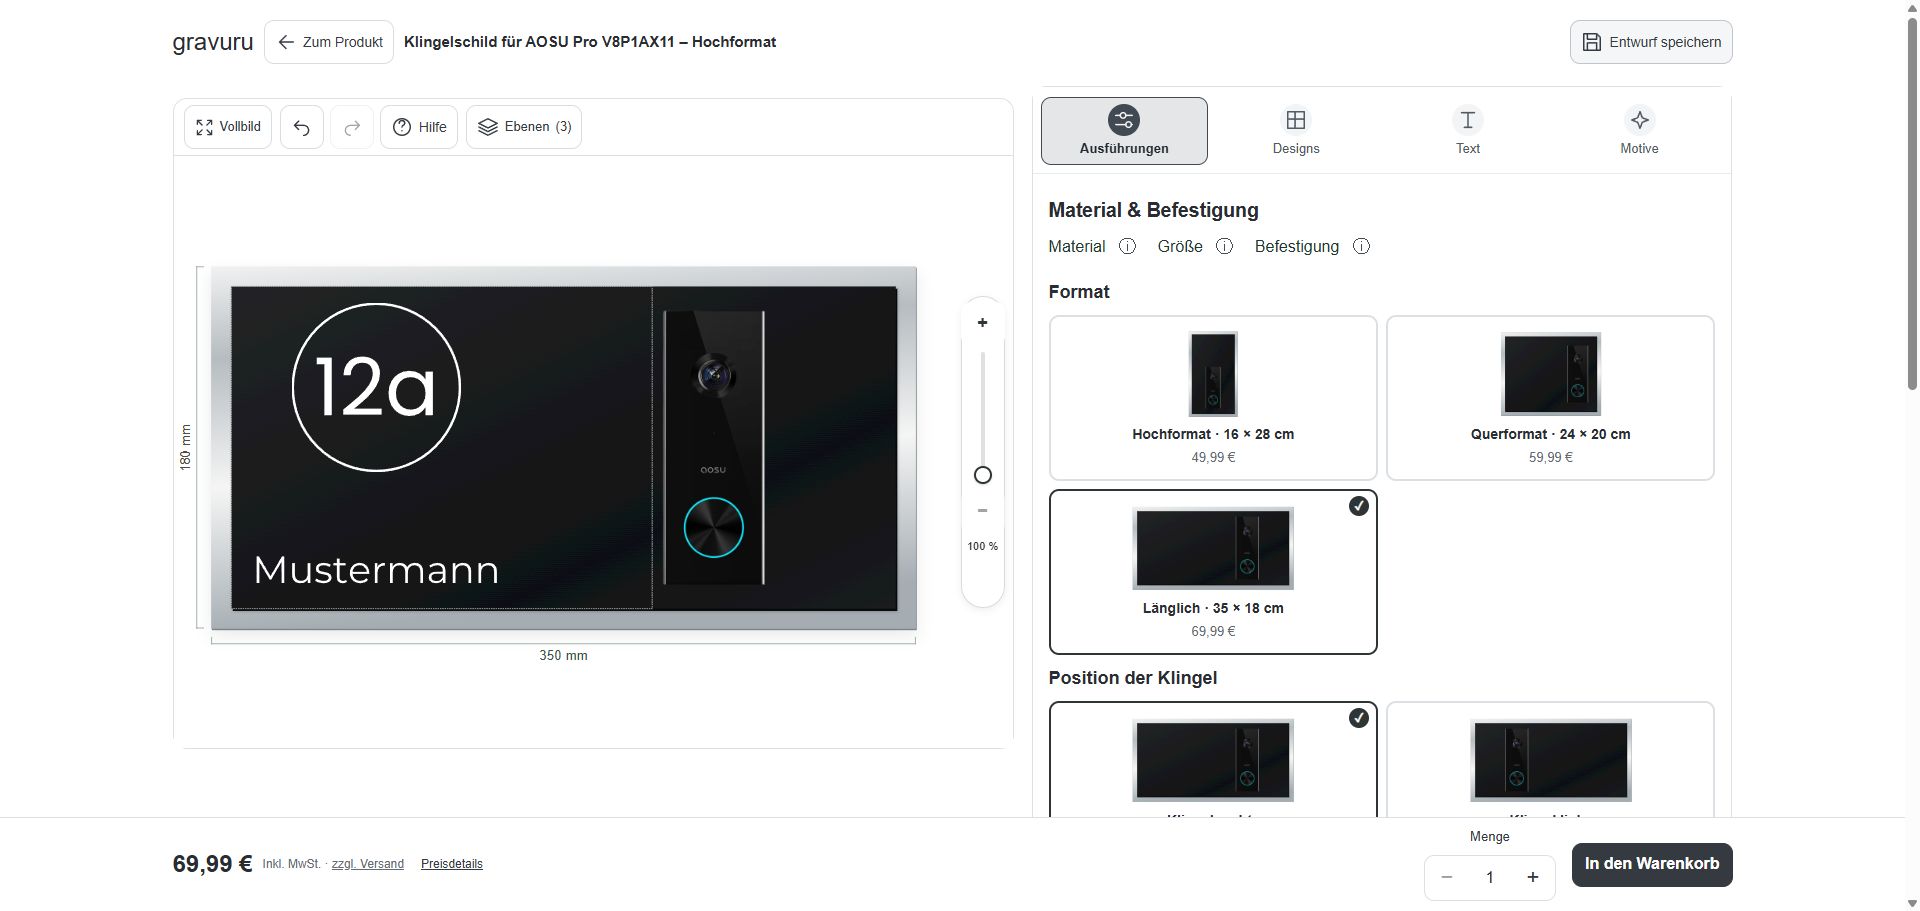 gravuru
Zum Produkt
Klingelschild für AOSU Pro V8P1AX11 – Hochformat
Entwurf speichern
Vollbild
Hilfe
Ebenen (3)
Ausführungen
Designs
Text
Motive
12a
aosu
Mustermann
180 mm
350 mm
+
−
100 %
Material & Befestigung
Material
Größe
Befestigung
Format
Hochformat · 16 × 28 cm
49,99 €
Querformat · 24 × 20 cm
59,99 €
Länglich · 35 × 18 cm
69,99 €
Position der Klingel
69,99 €
Inkl. MwSt. · zzgl. Versand
Preisdetails
Menge
− 1 +
In den Warenkorb